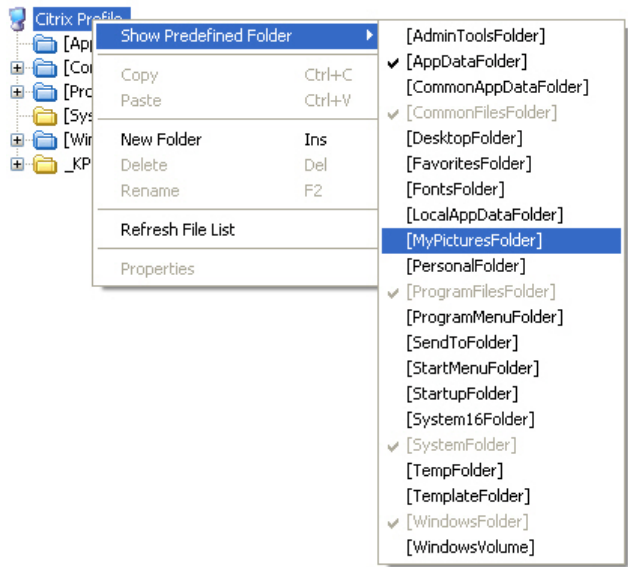 Citrix Profile
[Ap
[Co
[Pro
[Sys
[Win
_KP
Show Predefined Folder
Copy Ctrl+C
Paste Ctrl+V
New Folder Ins
Delete Del
Rename F2
Refresh File List
Properties
[AdminToolsFolder]
[AppDataFolder]
[CommonAppDataFolder]
[CommonFilesFolder]
[DesktopFolder]
[FavoritesFolder]
[FontsFolder]
[LocalAppDataFolder]
[MyPicturesFolder]
[PersonalFolder]
[ProgramFilesFolder]
[ProgramMenuFolder]
[SendToFolder]
[StartMenuFolder]
[StartupFolder]
[System16Folder]
[SystemFolder]
[TempFolder]
[TemplateFolder]
[WindowsFolder]
[WindowsVolume]